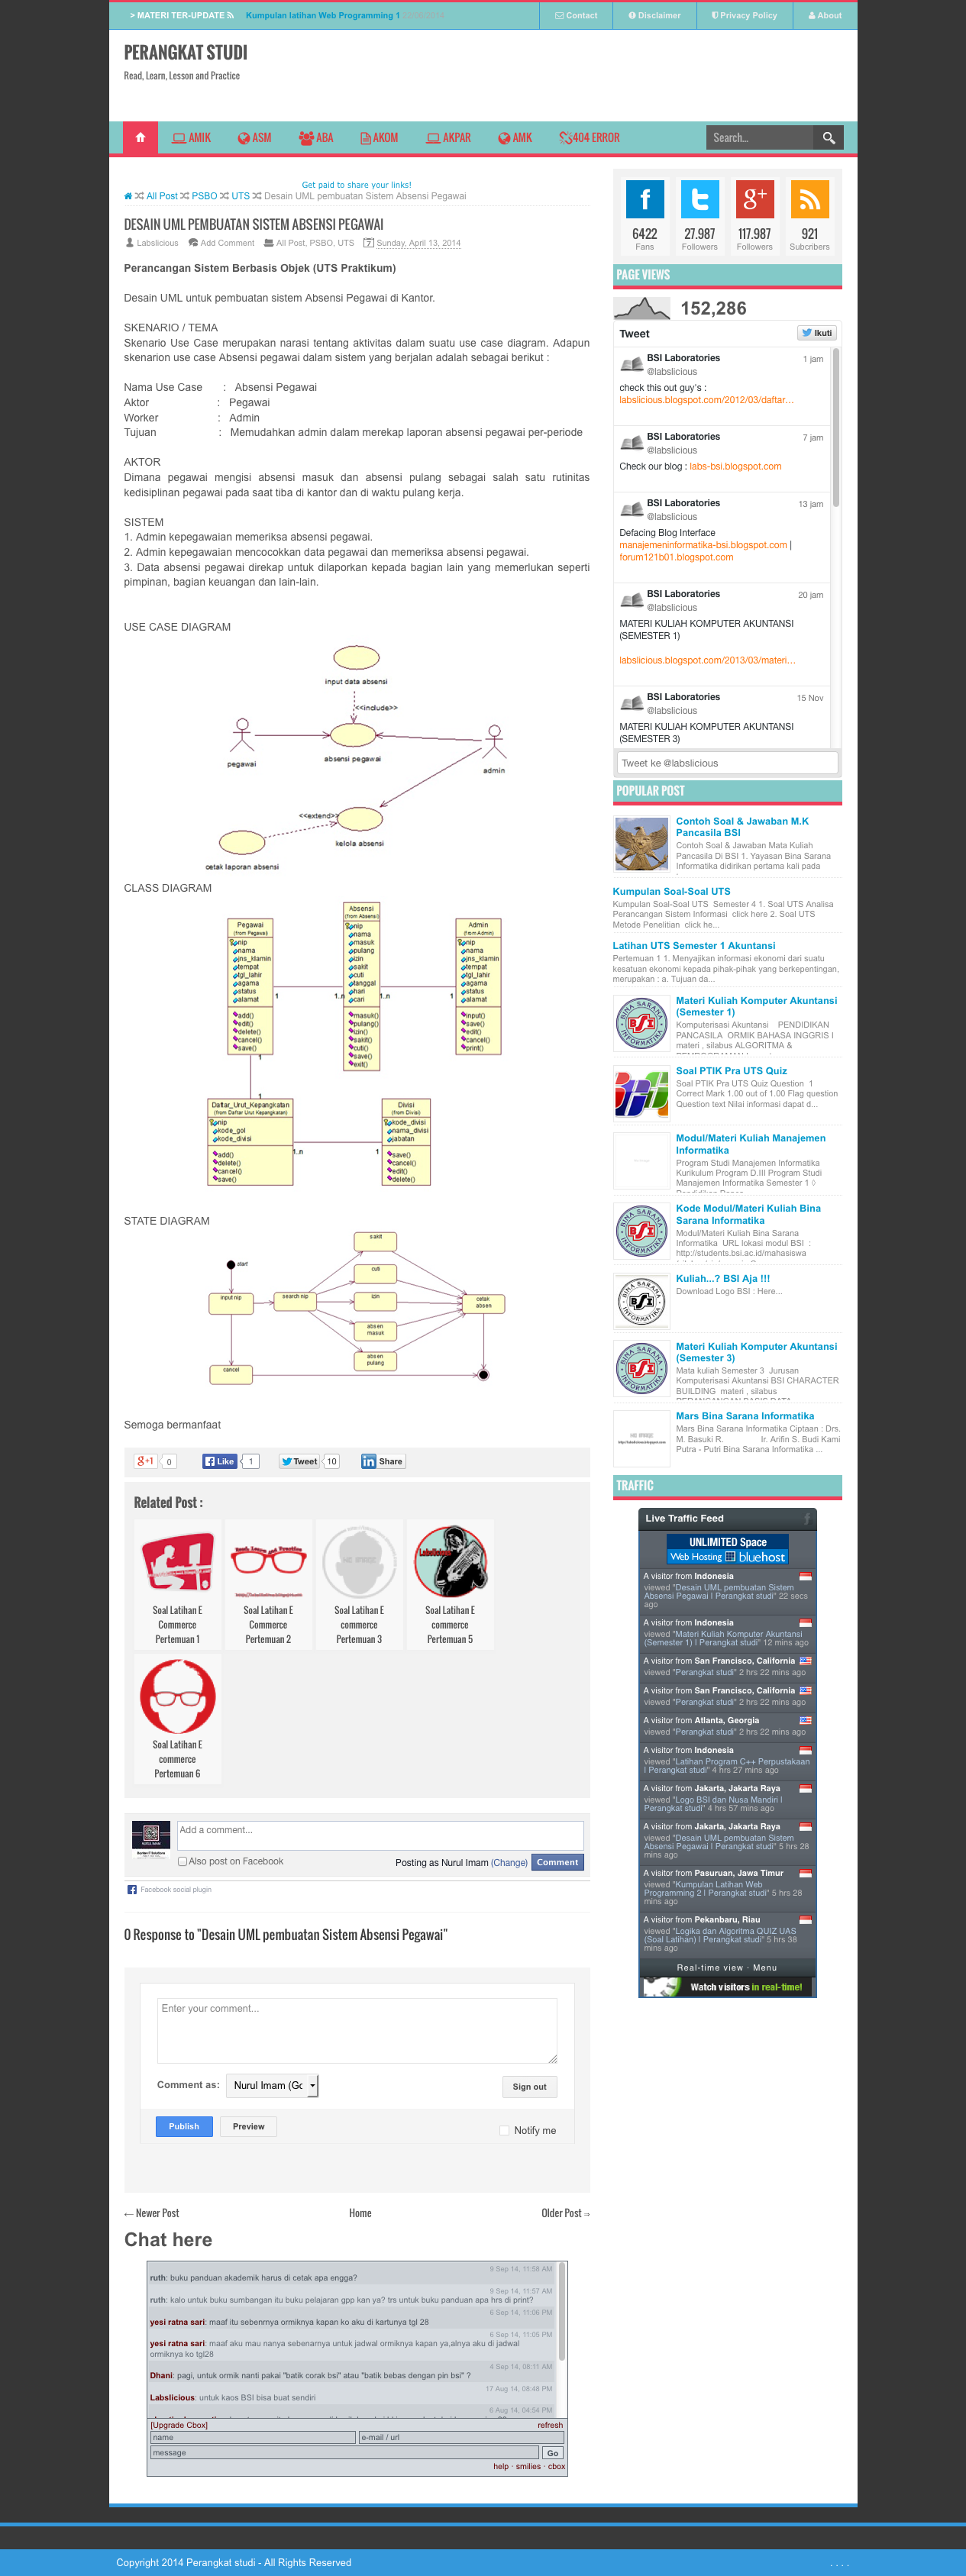 > MATERI TER-UPDATE
Kumpulan latihan Web Programming 1
Contact
Disclaimer
Privacy Policy
About
PERANGKAT STUDI
Read, Learn, Lesson and Practice
AMIK
ASM
ABA
AKOM
AKPAR
AMK
404 ERROR
Search...
Get paid to share your links!
All Post PSBO UTS Desain UML pembuatan Sistem Absensi Pegawai
DESAIN UML PEMBUATAN SISTEM ABSENSI PEGAWAI
Labslicious Add Comment All Post, PSBO, UTS Sunday, April 13, 2014
Perancangan Sistem Berbasis Objek (UTS Praktikum)
Desain UML untuk pembuatan sistem Absensi Pegawai di Kantor.
SKENARIO / TEMA
Skenario Use Case merupakan narasi tentang aktivitas dalam suatu use case diagram. Adapun
skenarion use case Absensi pegawai dalam sistem yang berjalan adalah sebagai berikut :
Nama Use Case : Absensi Pegawai
Aktor : Pegawai
Worker : Admin
Tujuan : Memudahkan admin dalam merekap laporan absensi pegawai per-periode
AKTOR
Dimana pegawai mengisi absensi masuk dan absensi pulang sebagai salah satu rutinitas
kedisiplinan pegawai pada saat tiba di kantor dan di waktu pulang kerja.
SISTEM
1. Admin kepegawaian memeriksa absensi pegawai.
2. Admin kepegawaian mencocokkan data pegawai dan memeriksa absensi pegawai.
3. Data absensi pegawai direkap untuk dilaporkan kepada bagian lain yang memerlukan seperti
pimpinan, bagian keuangan dan lain-lain.
USE CASE DIAGRAM
input data absensi
<<include>>
pegawai
absensi pegawai
admin
<<extend>>
kelola absensi
cetak laporan absensi
CLASS DIAGRAM
Pegawai
(from Pegawai)
nip
nama
jns_klamin
tempat
tgl_lahir
agama
status
alamat
add()
edit()
delete()
cancel()
save()
Absensi
(from Absensi)
nip
nama
masuk
pulang
izin
sakit
cuti
tanggal
hari
cari
masuk()
pulang()
izin()
sakit()
cuti()
save()
exit()
Admin
(from Admin)
nip
nama
jns_klamin
tempat
tgl_lahir
agama
status
alamat
input()
save()
edit()
cancel()
print()
1
1..n
1..n
1
1
1
Daftar_Urut_Kepangkatan
(from Daftar Urut Kepangkatan)
nip
kode_gol
kode_divisi
add()
delete()
cancel()
save()
1..n
1
Divisi
(from Divisi)
kode_divisi
nama_divisi
jabatan
save()
cancel()
edit()
delete()
STATE DIAGRAM
start
sakit
cuti
input nip
search nip
izin
cetak
absen
absen
masuk
absen
pulang
cancel
Semoga bermanfaat
+1 0
Like 1
Tweet 10
Share
Related Post :
Soal Latihan E
Commerce
Pertemuan 1
Soal Latihan E
Commerce
Pertemuan 2
Soal Latihan E
commerce
Pertemuan 3
Soal Latihan E
commerce
Pertemuan 5
Soal Latihan E
commerce
Pertemuan 6
Add a comment...
Also post on Facebook
Posting as Nurul Imam (Change) Comment
Facebook social plugin
0 Response to "Desain UML pembuatan Sistem Absensi Pegawai"
Enter your comment...
Comment as: Nurul Imam (Go
Sign out
Publish
Preview
Notify me
← Newer Post
Home
Older Post →
Chat here
9 Sep 14, 11:58 AM
ruth: buku panduan akademik harus di cetak apa engga?
9 Sep 14, 11:57 AM
ruth: kalo untuk buku sumbangan itu buku pelajaran gpp kan ya? trs untuk buku panduan apa hrs di print?
6 Sep 14, 11:06 PM
yesi ratna sari: maaf itu sebenrnya ormiknya kapan ko aku di kartunya tgl 28
6 Sep 14, 11:05 PM
yesi ratna sari: maaf aku mau nanya sebenarnya untuk jadwal ormiknya kapan ya,alnya aku di jadwal
ormiknya ko tgl28
4 Sep 14, 08:11 AM
Dhani: pagi, untuk ormik nanti pakai "batik corak bsi" atau "batik bebas dengan pin bsi" ?
17 Aug 14, 08:48 PM
Labslicious: untuk kaos BSI bisa buat sendiri
6 Aug 14, 04:54 PM
[Upgrade Cbox]
refresh
name
e-mail / url
message
Go
help · smilies · cbox
6422
Fans
27.987
Followers
117.987
Followers
921
Subcribers
PAGE VIEWS
152,286
Tweet
Ikuti
BSI Laboratories 1 jam
@labslicious
check this out guy's :
labslicious.blogspot.com/2012/03/daftar…
BSI Laboratories 7 jam
@labslicious
Check our blog : labs-bsi.blogspot.com
BSI Laboratories 13 jam
@labslicious
Defacing Blog Interface
manajemeninformatika-bsi.blogspot.com |
forum121b01.blogspot.com
BSI Laboratories 20 jam
@labslicious
MATERI KULIAH KOMPUTER AKUNTANSI
(SEMESTER 1)
labslicious.blogspot.com/2013/03/materi…
BSI Laboratories 15 Nov
@labslicious
MATERI KULIAH KOMPUTER AKUNTANSI
(SEMESTER 3)
Tweet ke @labslicious
POPULAR POST
Contoh Soal & Jawaban M.K
Pancasila BSI
Contoh Soal & Jawaban Mata Kuliah
Pancasila Di BSI 1. Yayasan Bina Sarana
Informatika didirikan pertama kali pada
Kumpulan Soal-Soal UTS
Kumpulan Soal-Soal UTS Semester 4 1. Soal UTS Analisa
Perancangan Sistem Informasi click here 2. Soal UTS
Metode Penelitian click he...
Latihan UTS Semester 1 Akuntansi
Pertemuan 1 1. Menyajikan informasi ekonomi dari suatu
kesatuan ekonomi kepada pihak-pihak yang berkepentingan,
merupakan : a. Tujuan da...
Materi Kuliah Komputer Akuntansi
(Semester 1)
Komputerisasi Akuntansi PENDIDIKAN
PANCASILA ORMIK BAHASA INGGRIS I
materi , silabus ALGORITMA &
Soal PTIK Pra UTS Quiz
Soal PTIK Pra UTS Quiz Question 1
Correct Mark 1.00 out of 1.00 Flag question
Question text Nilai informasi dapat d...
Modul/Materi Kuliah Manajemen
Informatika
Program Studi Manajemen Informatika
Kurikulum Program D.III Program Studi
Manajemen Informatika Semester 1 ◊
Kode Modul/Materi Kuliah Bina
Sarana Informatika
Modul/Materi Kuliah Bina Sarana
Informatika URL lokasi modul BSI :
http://students.bsi.ac.id/mahasiswa
Kuliah...? BSI Aja !!!
Download Logo BSI : Here...
Materi Kuliah Komputer Akuntansi
(Semester 3)
Mata kuliah Semester 3 Jurusan
Komputerisasi Akuntansi BSI CHARACTER
BUILDING materi , silabus
Mars Bina Sarana Informatika
Mars Bina Sarana Informatika Ciptaan : Drs.
M. Basuki R. Ir. Arifin S. Budi Kami
Putra - Putri Bina Sarana Informatika ...
TRAFFIC
Live Traffic Feed
UNLIMITED Space
Web Hosting bluehost
A visitor from Indonesia
viewed "Desain UML pembuatan Sistem
Absensi Pegawai | Perangkat studi" 22 secs
ago
A visitor from Indonesia
viewed "Materi Kuliah Komputer Akuntansi
(Semester 1) | Perangkat studi" 12 mins ago
A visitor from San Francisco, California
viewed "Perangkat studi" 2 hrs 22 mins ago
A visitor from San Francisco, California
viewed "Perangkat studi" 2 hrs 22 mins ago
A visitor from Atlanta, Georgia
viewed "Perangkat studi" 2 hrs 22 mins ago
A visitor from Indonesia
viewed "Latihan Program C++ Perpustakaan
| Perangkat studi" 4 hrs 27 mins ago
A visitor from Jakarta, Jakarta Raya
viewed "Logo BSI dan Nusa Mandiri |
Perangkat studi" 4 hrs 57 mins ago
A visitor from Jakarta, Jakarta Raya
viewed "Desain UML pembuatan Sistem
Absensi Pegawai | Perangkat studi" 5 hrs 28
mins ago
A visitor from Pasuruan, Jawa Timur
viewed "Kumpulan Latihan Web
Programming 2 | Perangkat studi" 5 hrs 28
mins ago
A visitor from Pekanbaru, Riau
viewed "Logika dan Algoritma QUIZ UAS
(Soal Latihan) | Perangkat studi" 5 hrs 38
mins ago
Real-time view · Menu
Watch visitors in real-time!
Copyright 2014 Perangkat studi - All Rights Reserved
. . . .